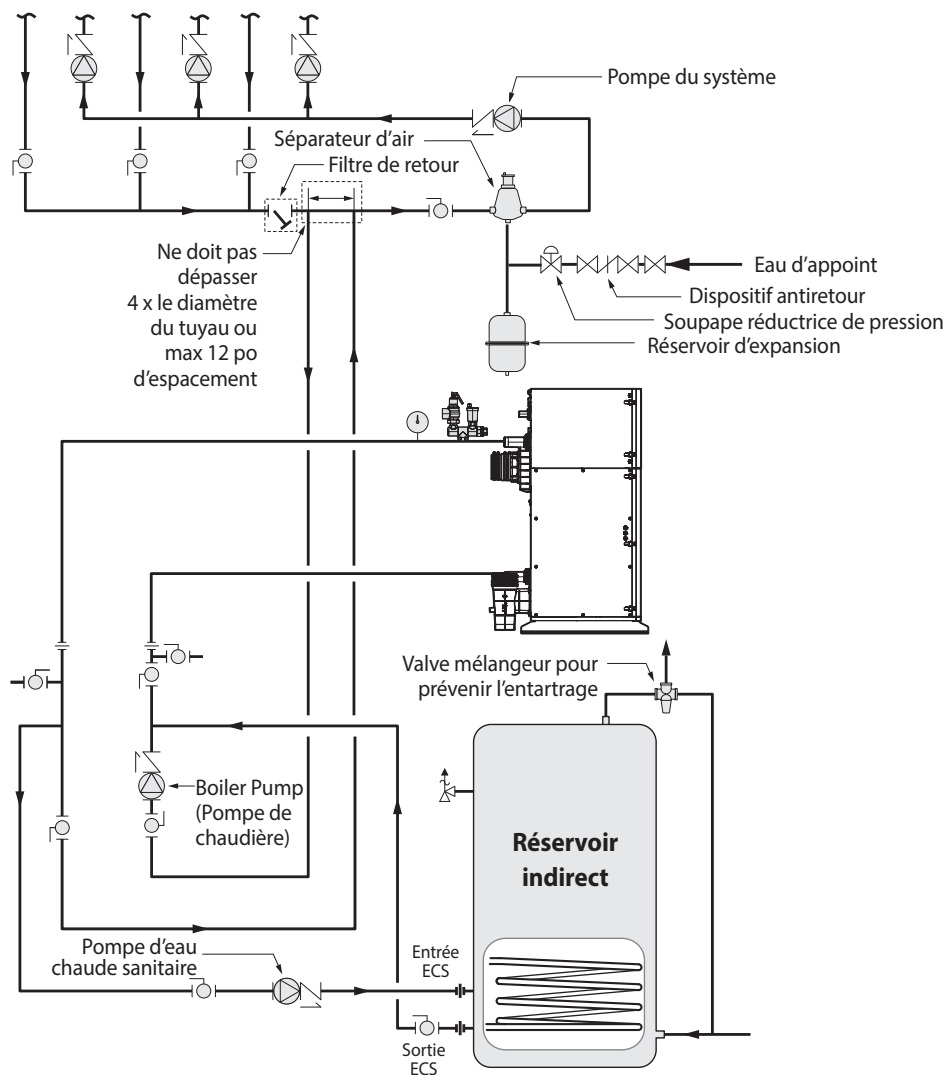 Pompe du système
Séparateur d’air
Filtre de retour
Ne doit pas
dépasser
4 x le diamètre
du tuyau ou
max 12 po
d’espacement
Eau d’appoint
Dispositif antiretour
Soupape réductrice de pression
Réservoir d’expansion
Valve mélangeur pour
prévenir l’entartrage
Boiler Pump
(Pompe de
chaudière)
Réservoir
indirect
Pompe d’eau
chaude sanitaire
Entrée
ECS
Sortie
ECS